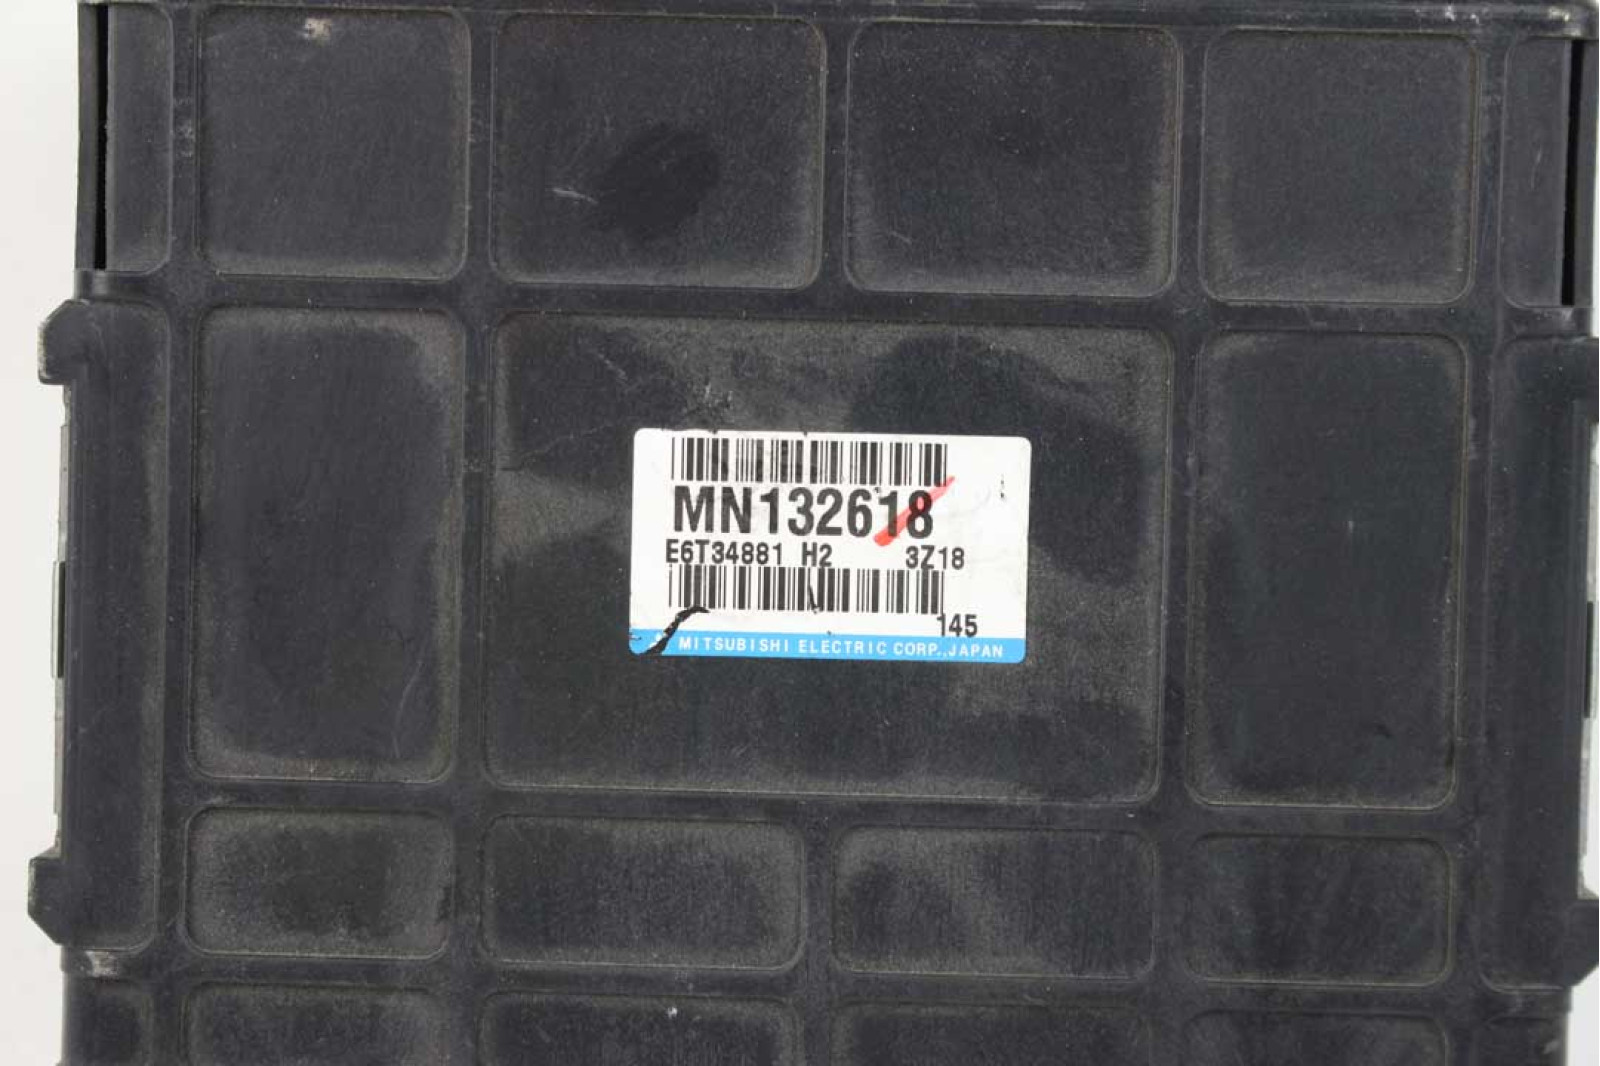 MN132618
E6T34881 H2 3Z18
145
MITSUBISHI ELECTRIC CORP.,JAPAN